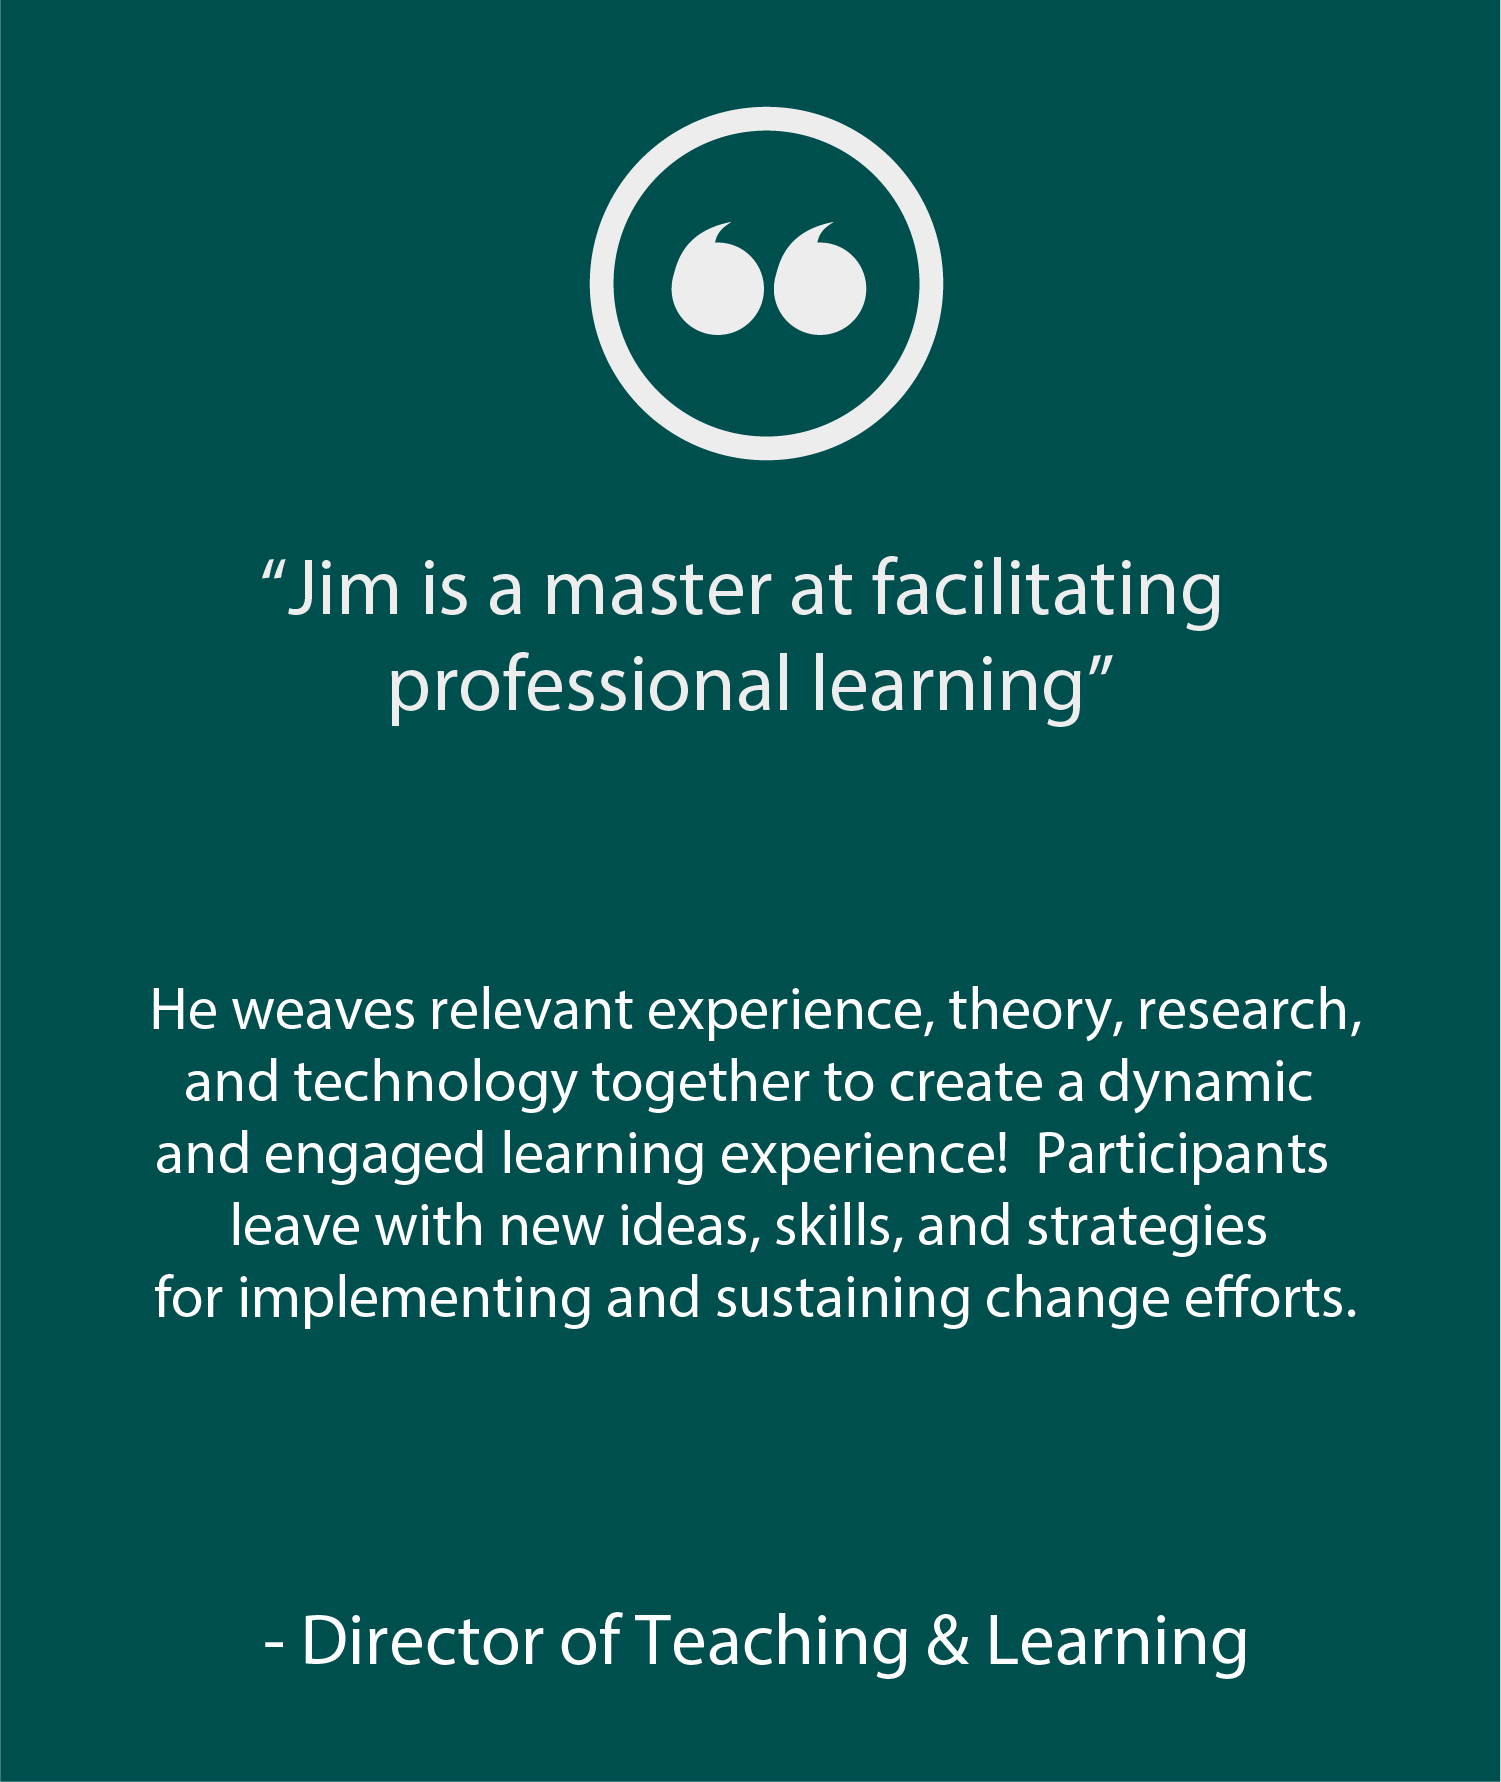 “Jim is a master at facilitating
professional learning”
He weaves relevant experience, theory, research,
and technology together to create a dynamic
and engaged learning experience!  Participants
leave with new ideas, skills, and strategies
for implementing and sustaining change efforts.
- Director of Teaching & Learning